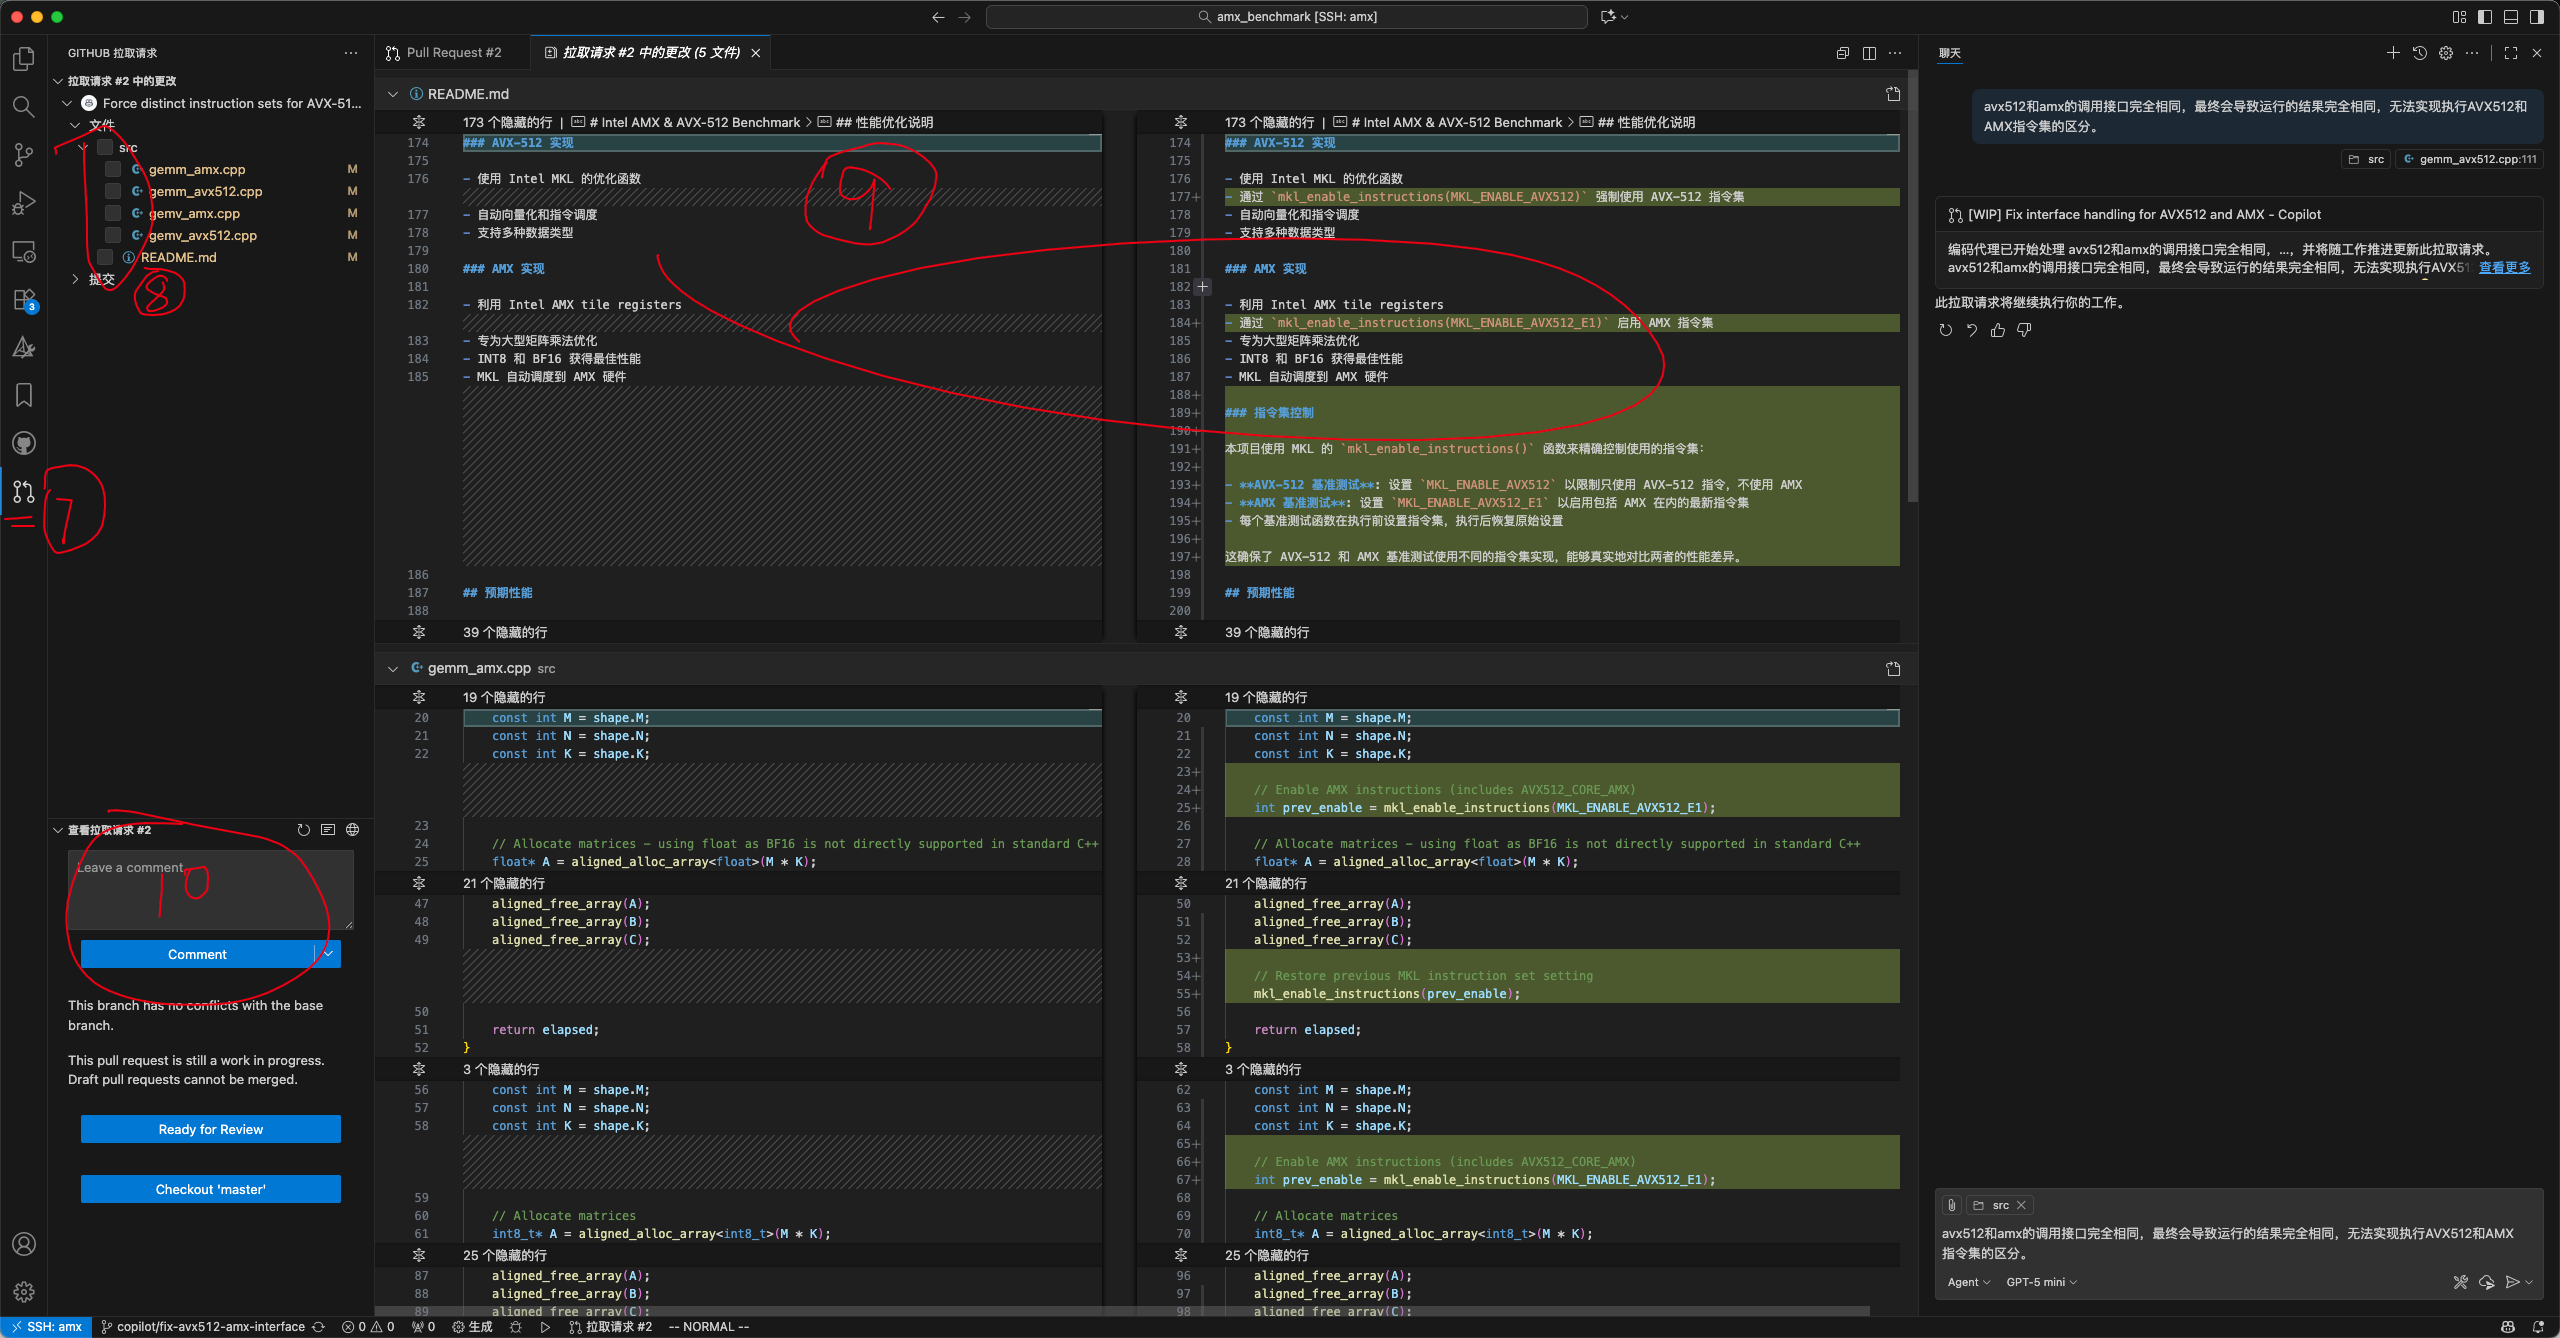 amx_benchmark [SSH: amx]
GITHUB 拉取请求
拉取请求 #2 中的更改
Force distinct instruction sets for AVX-51...
文件
src
gemm_amx.cpp M
gemm_avx512.cpp M
gemv_amx.cpp M
gemv_avx512.cpp M
README.md M
提交
3
7
8
9
10
查看拉取请求 #2
Leave a comment
Comment
This branch has no conflicts with the base
branch.
This pull request is still a work in progress.
Draft pull requests cannot be merged.
Ready for Review
Checkout 'master'
Pull Request #2
拉取请求 #2 中的更改 (5 文件)
README.md
173 个隐藏的行 | # Intel AMX & AVX-512 Benchmark > ## 性能优化说明
174 ### AVX-512 实现
175
176 - 使用 Intel MKL 的优化函数
177 - 自动向量化和指令调度
178 - 支持多种数据类型
179
180 ### AMX 实现
181
182 - 利用 Intel AMX tile registers
183 - 专为大型矩阵乘法优化
184 - INT8 和 BF16 获得最佳性能
185 - MKL 自动调度到 AMX 硬件
186
187 ## 预期性能
188
39 个隐藏的行
173 个隐藏的行 | # Intel AMX & AVX-512 Benchmark > ## 性能优化说明
174 ### AVX-512 实现
175
176 - 使用 Intel MKL 的优化函数
177+ - 通过 `mkl_enable_instructions(MKL_ENABLE_AVX512)` 强制使用 AVX-512 指令集
178 - 自动向量化和指令调度
179 - 支持多种数据类型
180
181 ### AMX 实现
182
183 - 利用 Intel AMX tile registers
184+ - 通过 `mkl_enable_instructions(MKL_ENABLE_AVX512_E1)` 启用 AMX 指令集
185 - 专为大型矩阵乘法优化
186 - INT8 和 BF16 获得最佳性能
187 - MKL 自动调度到 AMX 硬件
188+
189+ ### 指令集控制
190+
191+ 本项目使用 MKL 的 `mkl_enable_instructions()` 函数来精确控制使用的指令集：
192+
193+ - **AVX-512 基准测试**: 设置 `MKL_ENABLE_AVX512` 以限制只使用 AVX-512 指令，不使用 AMX
194+ - **AMX 基准测试**: 设置 `MKL_ENABLE_AVX512_E1` 以启用包括 AMX 在内的最新指令集
195+ - 每个基准测试函数在执行前设置指令集，执行后恢复原始设置
196+
197+ 这确保了 AVX-512 和 AMX 基准测试使用不同的指令集实现，能够真实地对比两者的性能差异。
198
199 ## 预期性能
200
39 个隐藏的行
gemm_amx.cpp src
19 个隐藏的行
20 const int M = shape.M;
21 const int N = shape.N;
22 const int K = shape.K;
23
24 // Allocate matrices - using float as BF16 is not directly supported in standard C++
25 float* A = aligned_alloc_array<float>(M * K);
21 个隐藏的行
47 aligned_free_array(A);
48 aligned_free_array(B);
49 aligned_free_array(C);
50
51 return elapsed;
52 }
3 个隐藏的行
56 const int M = shape.M;
57 const int N = shape.N;
58 const int K = shape.K;
59
60 // Allocate matrices
61 int8_t* A = aligned_alloc_array<int8_t>(M * K);
25 个隐藏的行
87 aligned_free_array(A);
88 aligned_free_array(B);
89 aligned_free_array(C);
19 个隐藏的行
20 const int M = shape.M;
21 const int N = shape.N;
22 const int K = shape.K;
23+
24+ // Enable AMX instructions (includes AVX512_CORE_AMX)
25+ int prev_enable = mkl_enable_instructions(MKL_ENABLE_AVX512_E1);
26
27 // Allocate matrices - using float as BF16 is not directly supported in standard C++
28 float* A = aligned_alloc_array<float>(M * K);
21 个隐藏的行
50 aligned_free_array(A);
51 aligned_free_array(B);
52 aligned_free_array(C);
53+
54+ // Restore previous MKL instruction set setting
55+ mkl_enable_instructions(prev_enable);
56
57 return elapsed;
58 }
3 个隐藏的行
62 const int M = shape.M;
63 const int N = shape.N;
64 const int K = shape.K;
65+
66+ // Enable AMX instructions (includes AVX512_CORE_AMX)
67+ int prev_enable = mkl_enable_instructions(MKL_ENABLE_AVX512_E1);
68
69 // Allocate matrices
70 int8_t* A = aligned_alloc_array<int8_t>(M * K);
25 个隐藏的行
96 aligned_free_array(A);
97 aligned_free_array(B);
98 aligned_free_array(C);
聊天
avx512和amx的调用接口完全相同，最终会导致运行的结果完全相同，无法实现执行AVX512和
AMX指令集的区分。
src gemm_avx512.cpp:111
[WIP] Fix interface handling for AVX512 and AMX - Copilot
编码代理已开始处理 avx512和amx的调用接口完全相同，...，并将随工作推进更新此拉取请求。
avx512和amx的调用接口完全相同，最终会导致运行的结果完全相同，无法实现执行AVX51 查看更多
此拉取请求将继续执行你的工作。
src
avx512和amx的调用接口完全相同，最终会导致运行的结果完全相同，无法实现执行AVX512和AMX
指令集的区分。
Agent GPT-5 mini
SSH: amx copilot/fix-avx512-amx-interface 0 0 0 生成 拉取请求 #2 -- NORMAL --